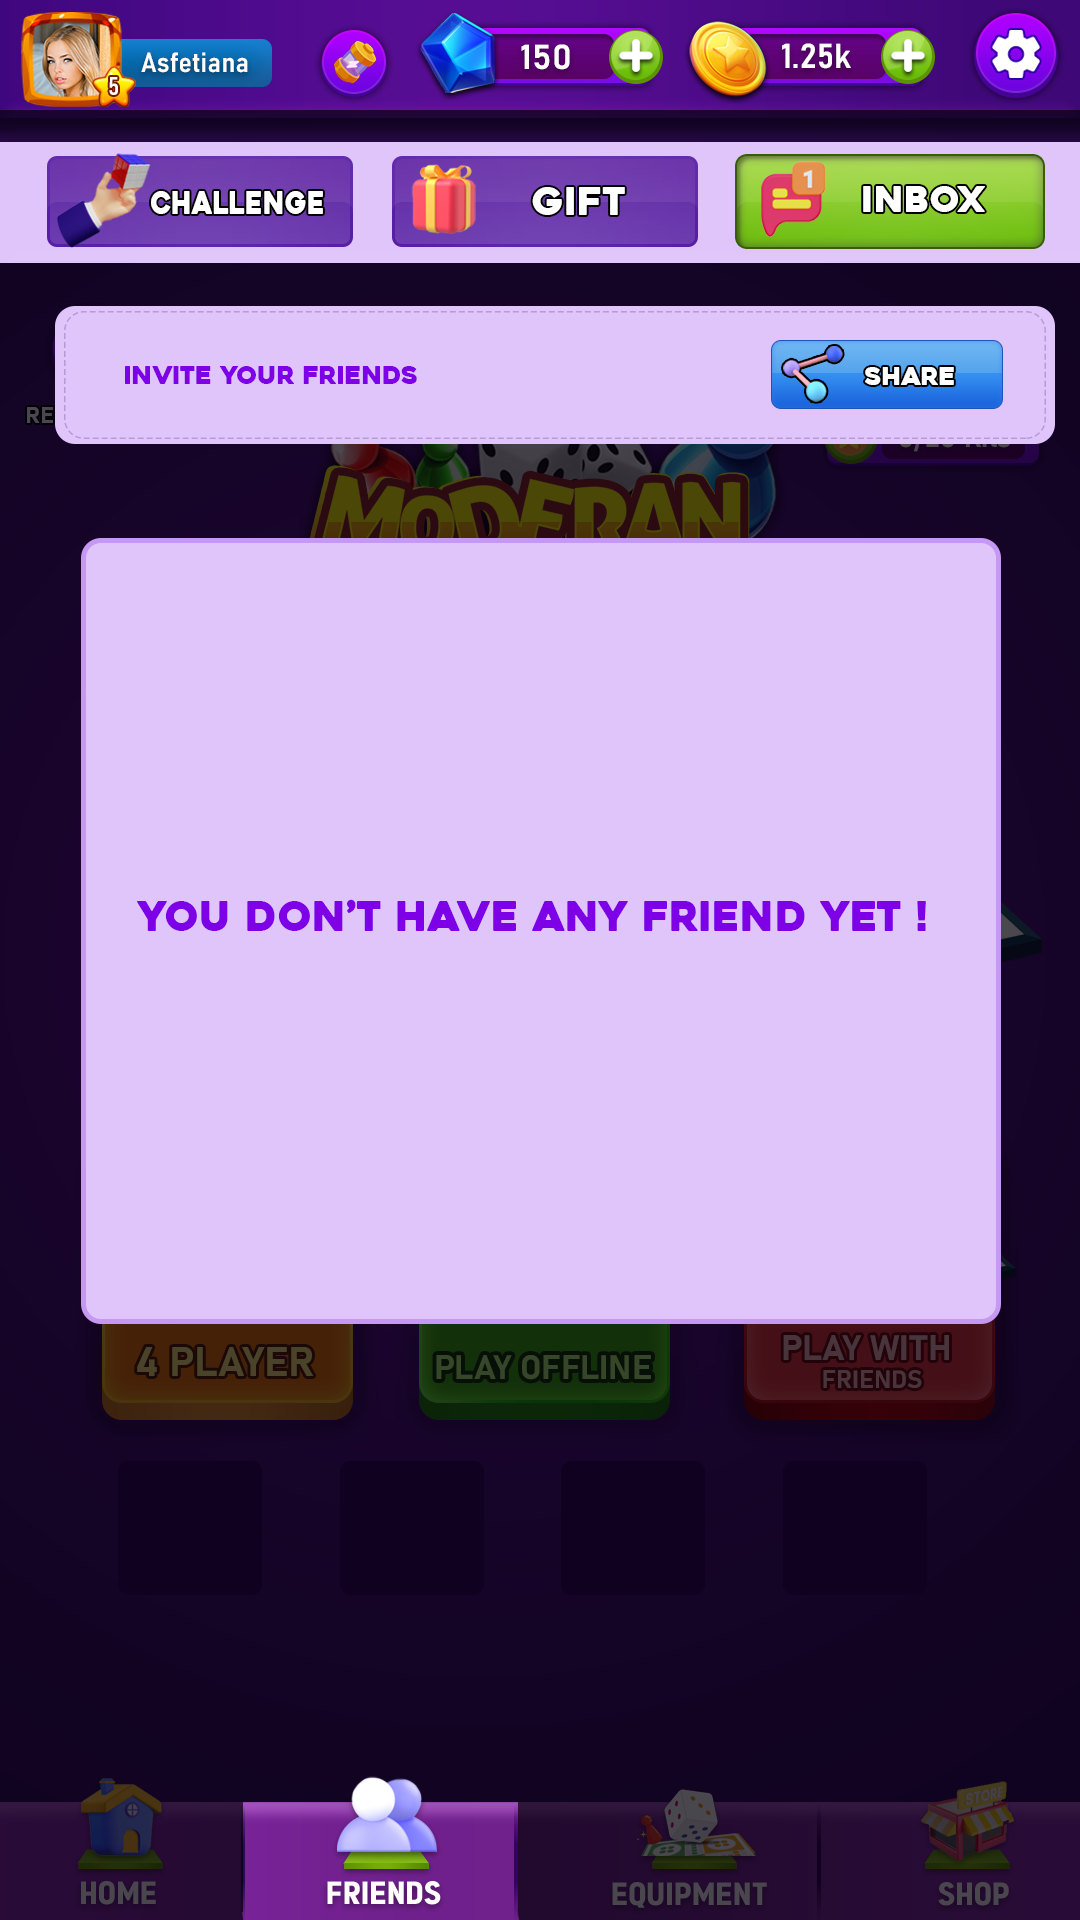 Asfetiana
5
150
1.25k
CHALLENGE
GIFT
1
INBOX
INVITE YOUR FRIENDS
SHARE
RE
MODERAN
YOU DON'T HAVE ANY FRIEND YET !
4 PLAYER
PLAY OFFLINE
PLAY WITH
FRIENDS
STORE
HOME
FRIENDS
EQUIPMENT
SHOP